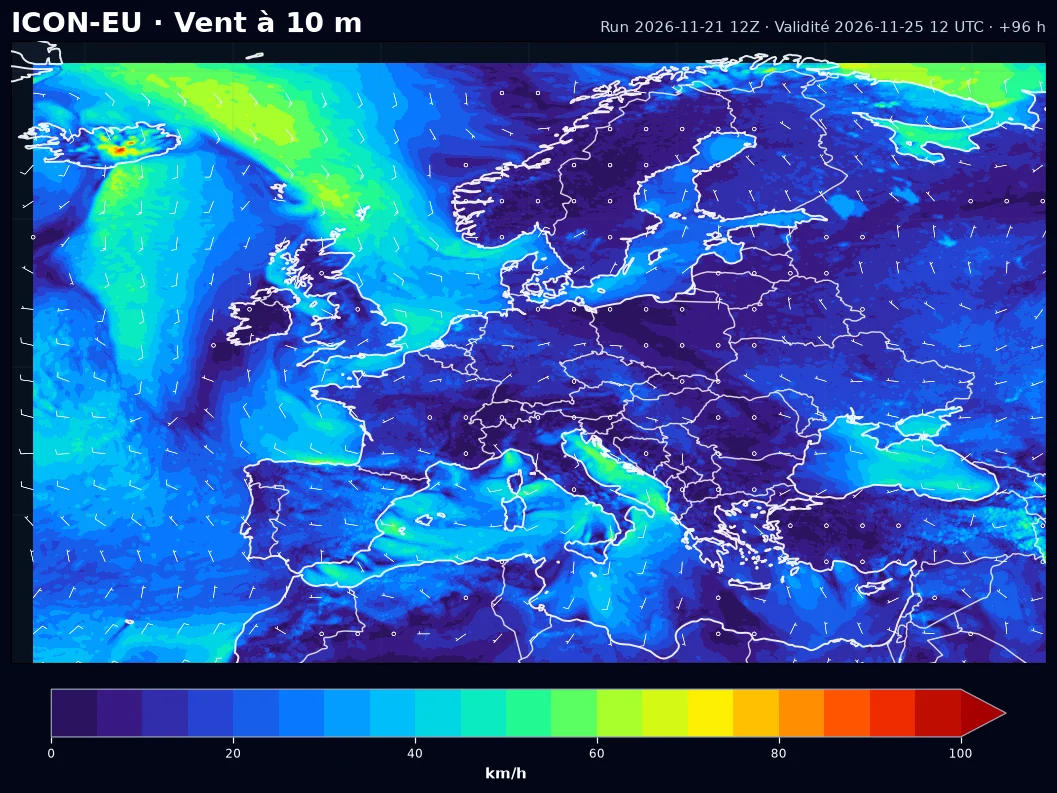 ICON-EU · Vent à 10 m
Run 2026-11-21 12Z · Validité 2026-11-25 12 UTC · +96 h
0 20 40 60 80 100
km/h